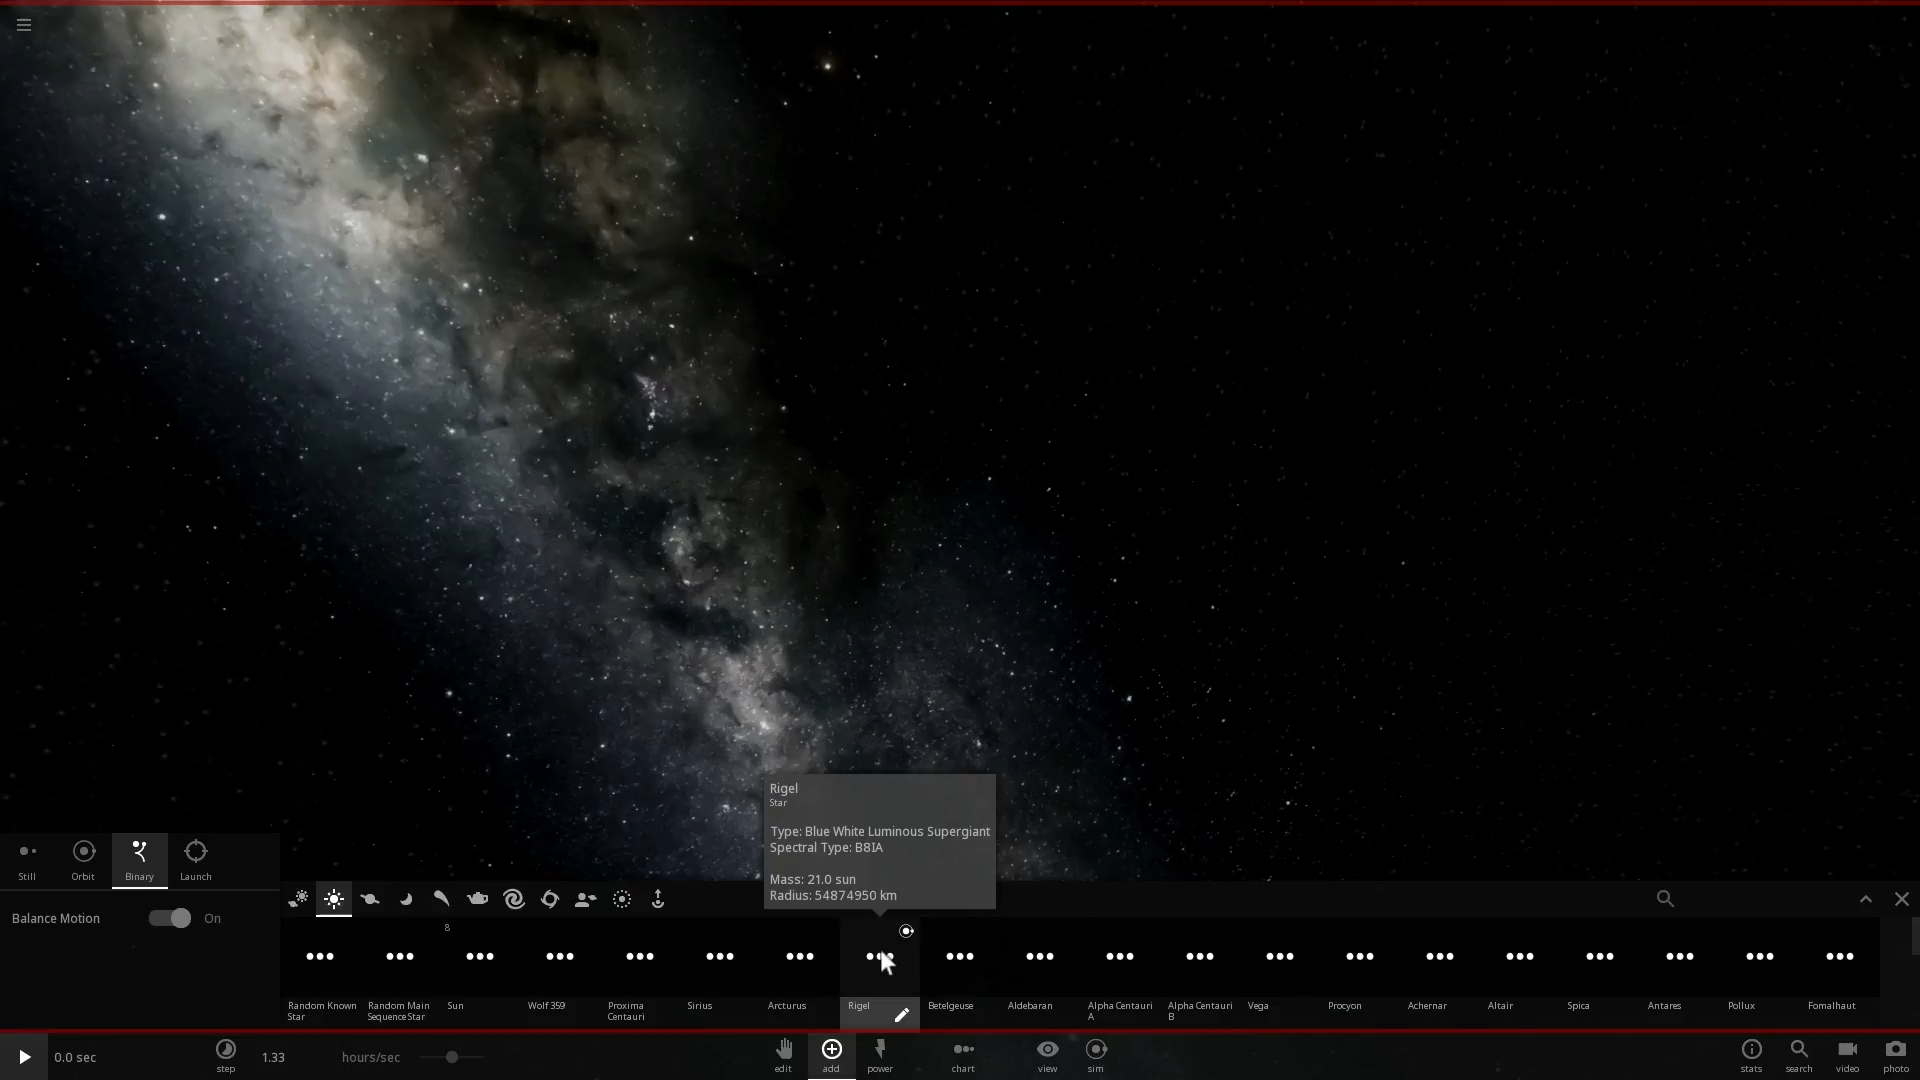 Rigel
Star
Type: Blue White Luminous Supergiant
Spectral Type: B8IA
Mass: 21.0 sun
Radius: 54874950 km
Still
Orbit
Binary
Launch
Balance Motion
On
8
Random Known
Star
Random Main
Sequence Star
Sun
Wolf 359
Proxima
Centauri
Sirius
Arcturus
Rigel
Betelgeuse
Aldebaran
Alpha Centauri
A
Alpha Centauri
B
Vega
Procyon
Achernar
Altair
Spica
Antares
Pollux
Fomalhaut
0.0 sec
step
1.33
hours/sec
edit
add
power
chart
view
sim
stats
search
video
photo